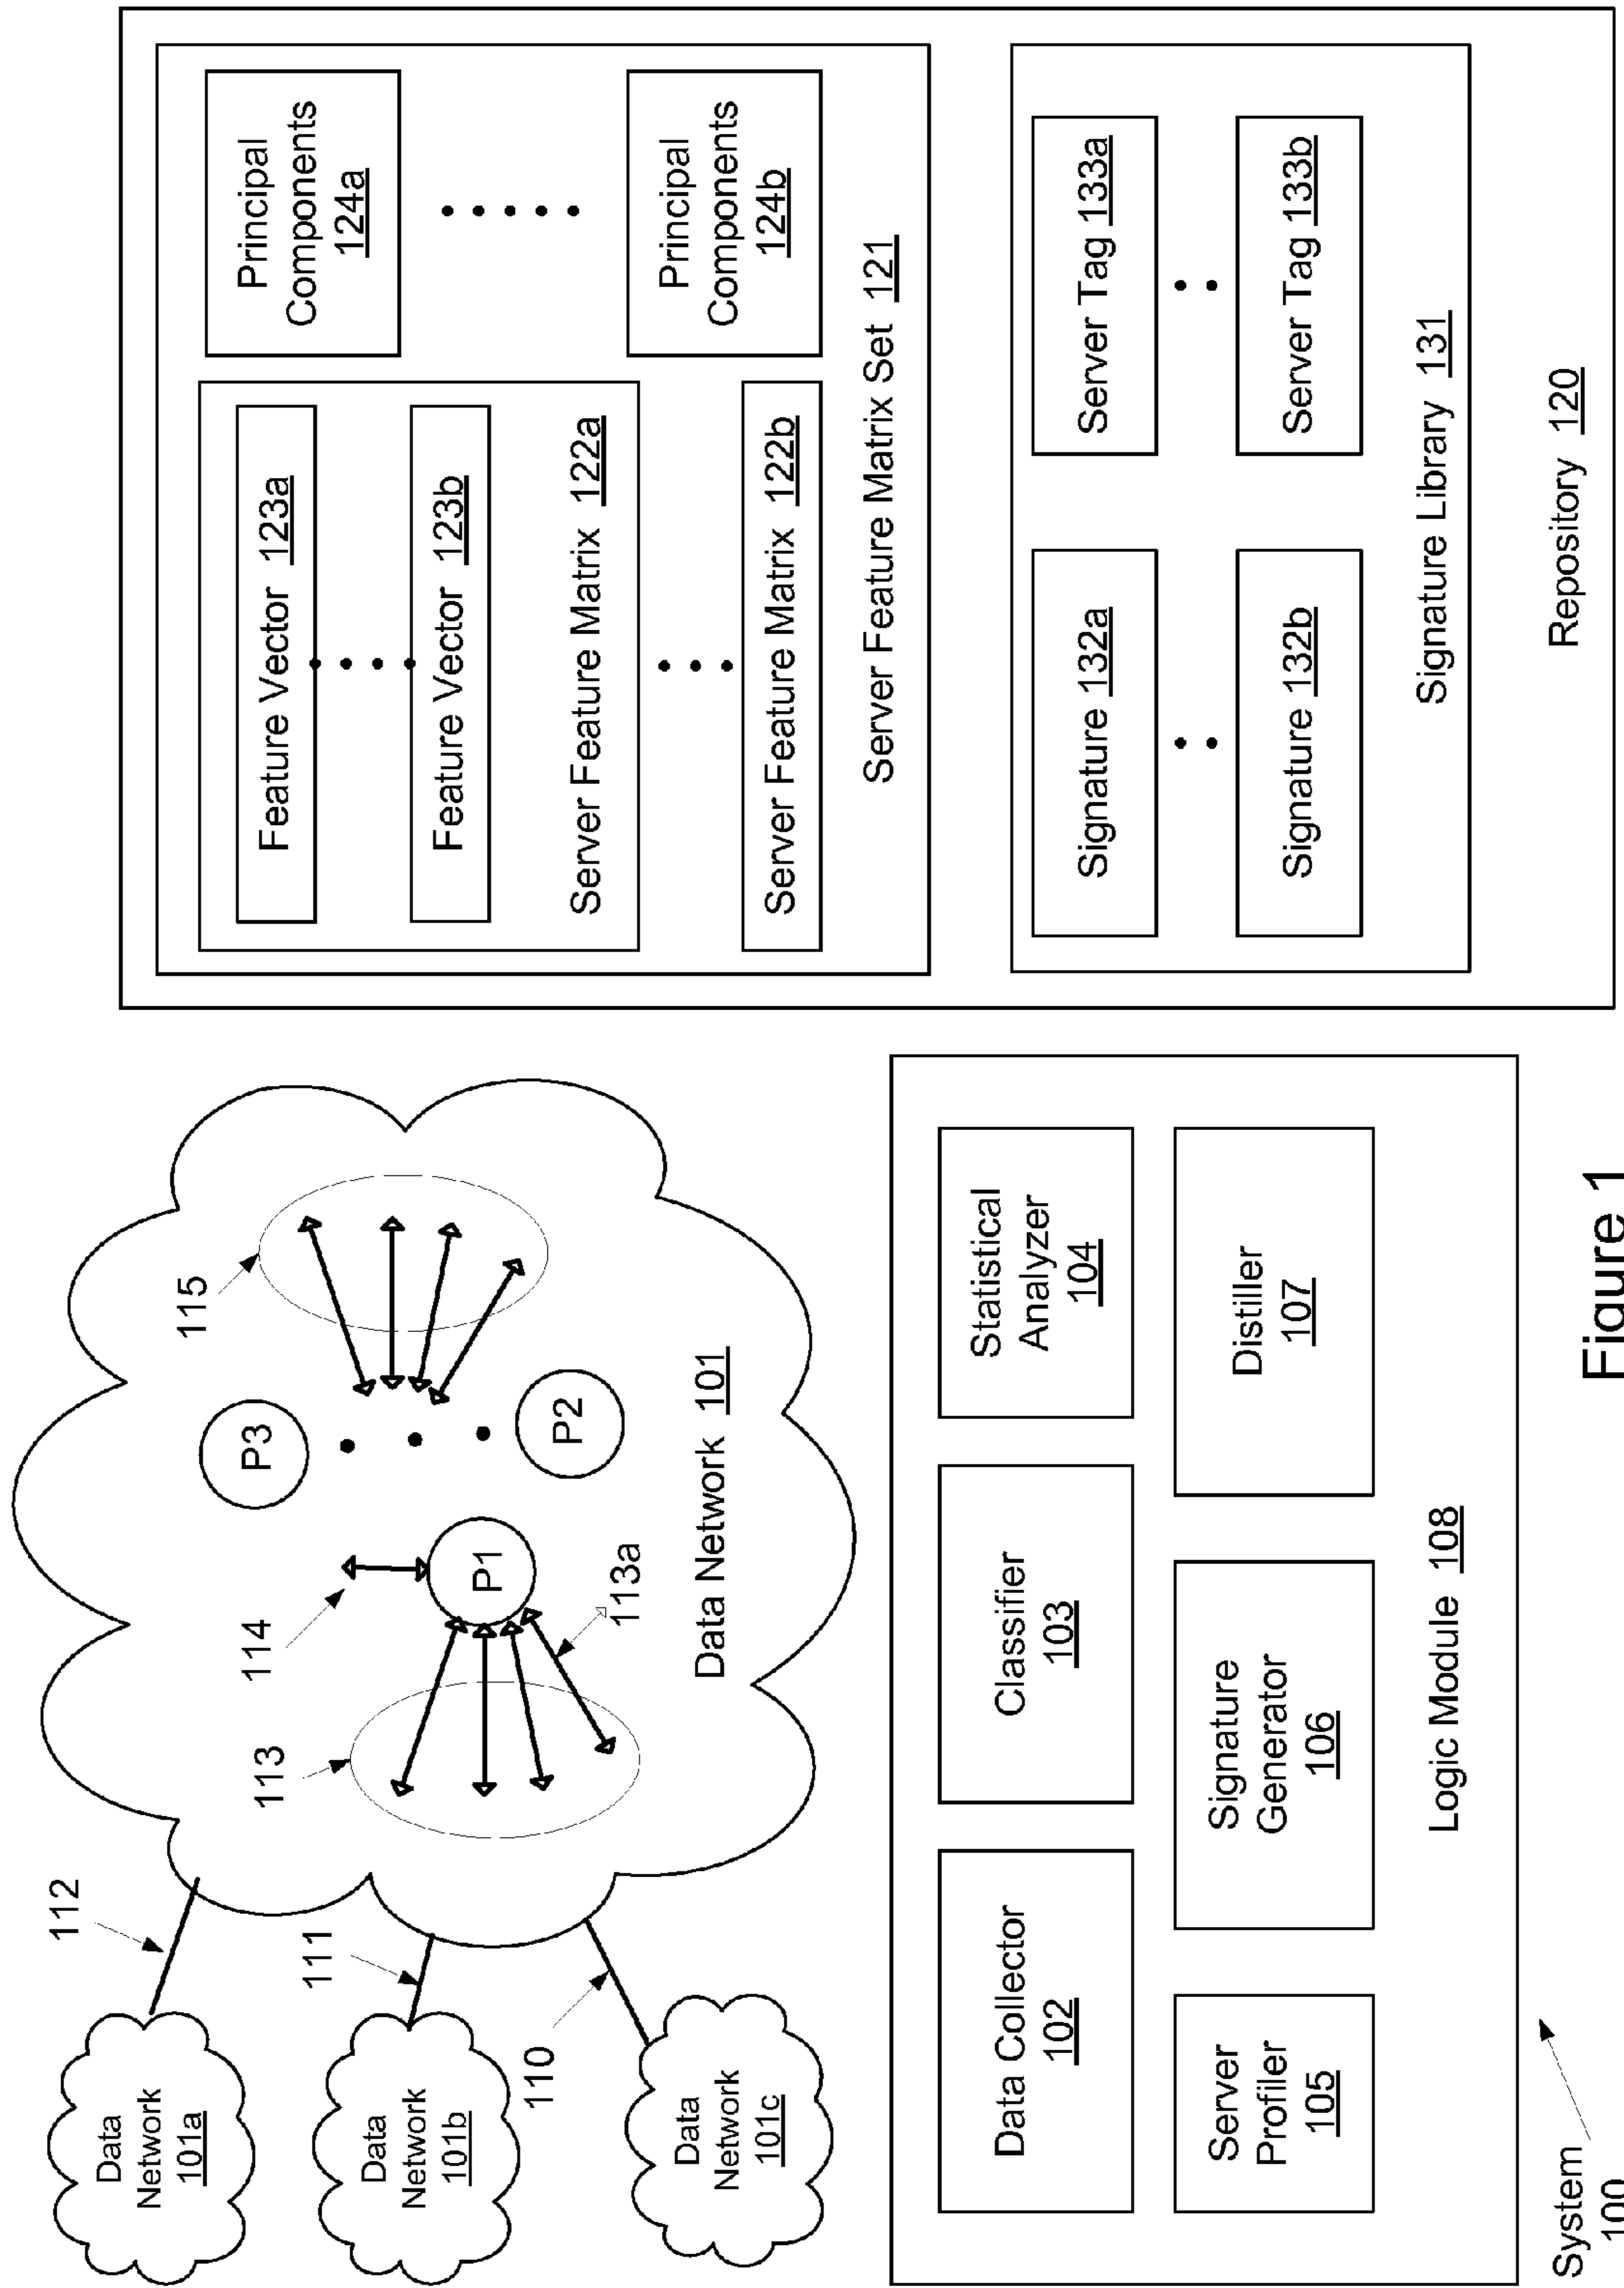 Data
Network
101a
Data
Network
101b
Data
Network
101c
112
111
110
113
114
113a
115
P1
P2
P3
Data Network 101
Data Collector
102
Classifier
103
Statistical
Analyzer
104
Server
Profiler
105
Signature
Generator
106
Distiller
107
Logic Module 108
System
100
Feature Vector 123a
Feature Vector 123b
Server Feature Matrix 122a
Server Feature Matrix 122b
Principal
Components
124a
Principal
Components
124b
Server Feature Matrix Set 121
Signature 132a
Signature 132b
Server Tag 133a
Server Tag 133b
Signature Library 131
Repository 120
Figure 1